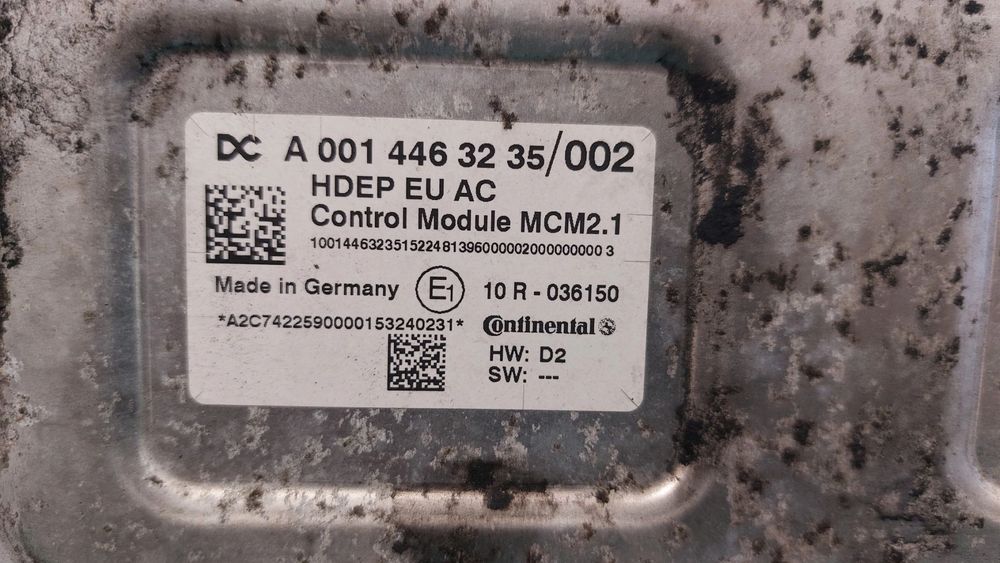 DC A 001 446 32 35/002
HDEP EU AC
Control Module MCM2.1
10014463235152248139600000200000000003
Made in Germany E1 10 R - 036150
*A2C7422590000153240231* Continental
HW: D2
SW: ---